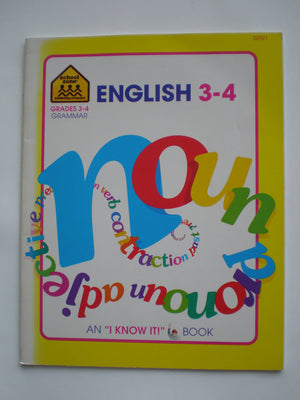 02021
school
zone
ENGLISH 3-4
GRADES 3-4
GRAMMAR
noun
pronoun
adjective
verb
contraction
AN "I KNOW IT!" BOOK